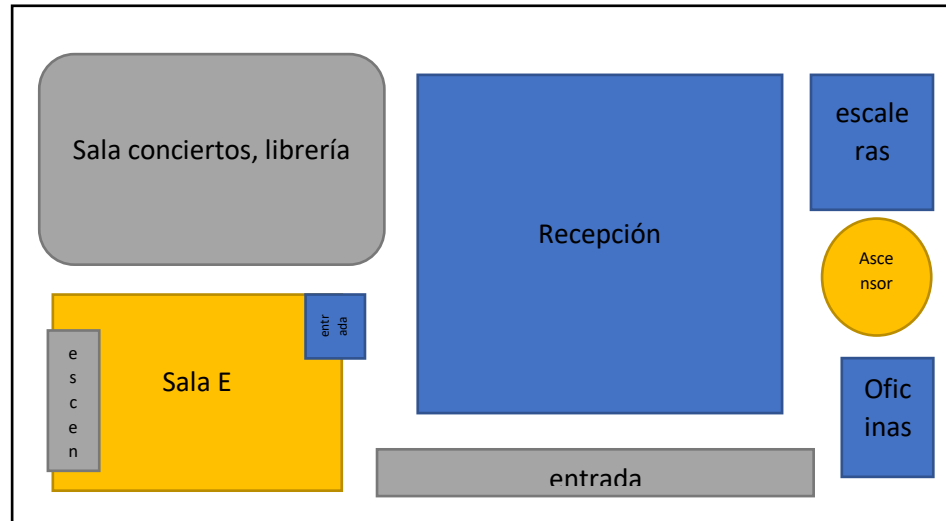 Sala conciertos, librería
Recepción
escale
ras
Asce
nsor
Ofic
inas
entr
ada
Sala E
e
s
c
e
n
entrada